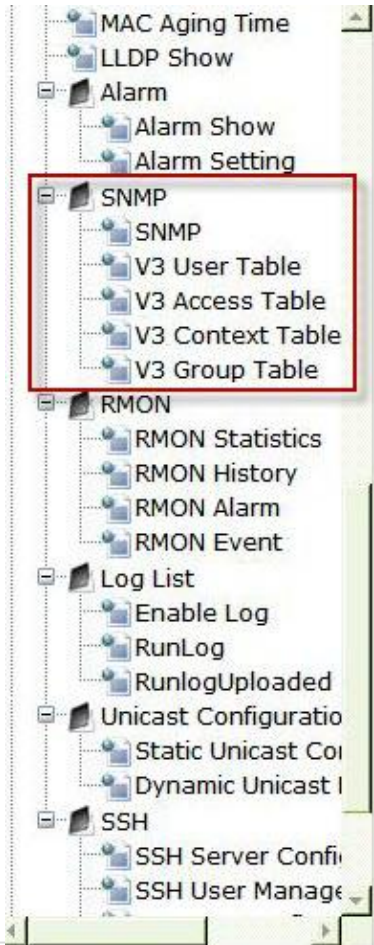 MAC Aging Time
LLDP Show
Alarm
Alarm Show
Alarm Setting
SNMP
SNMP
V3 User Table
V3 Access Table
V3 Context Table
V3 Group Table
RMON
RMON Statistics
RMON History
RMON Alarm
RMON Event
Log List
Enable Log
RunLog
RunlogUploaded
Unicast Configuratio
Static Unicast Co
Dynamic Unicast
SSH
SSH Server Confi
SSH User Manage